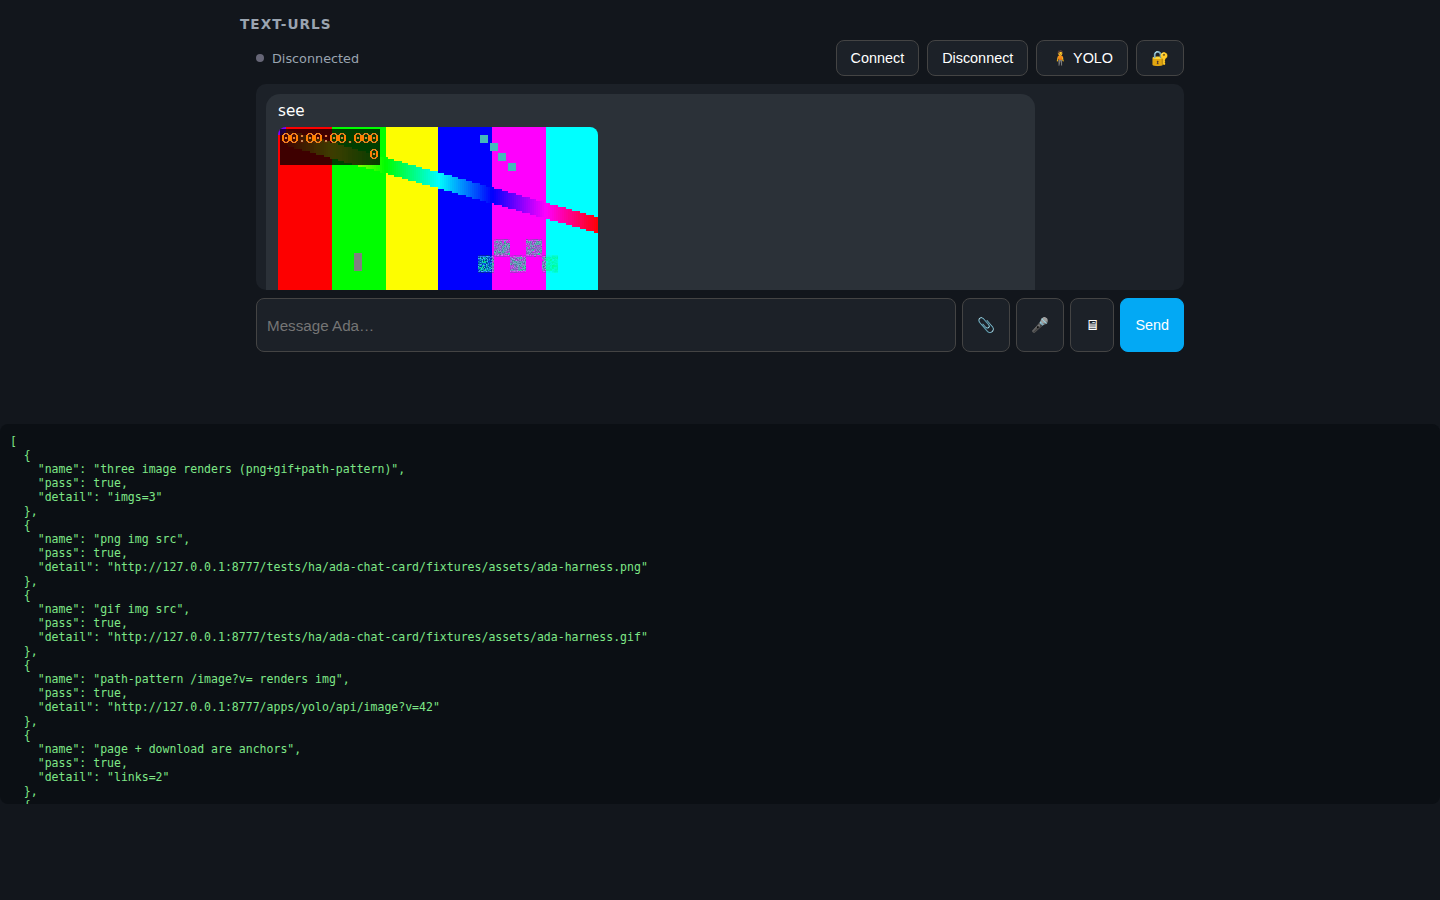 TEXT-URLS
Disconnected
Connect
Disconnect
🧍 YOLO
🔐
see
00:00:00.000
0
Message Ada…
📎
🎤
🖥
Send
[
  {
    "name": "three image renders (png+gif+path-pattern)",
    "pass": true,
    "detail": "imgs=3"
  },
  {
    "name": "png img src",
    "pass": true,
    "detail": "http://127.0.0.1:8777/tests/ha/ada-chat-card/fixtures/assets/ada-harness.png"
  },
  {
    "name": "gif img src",
    "pass": true,
    "detail": "http://127.0.0.1:8777/tests/ha/ada-chat-card/fixtures/assets/ada-harness.gif"
  },
  {
    "name": "path-pattern /image?v= renders img",
    "pass": true,
    "detail": "http://127.0.0.1:8777/apps/yolo/api/image?v=42"
  },
  {
    "name": "page + download are anchors",
    "pass": true,
    "detail": "links=2"
  },
  {